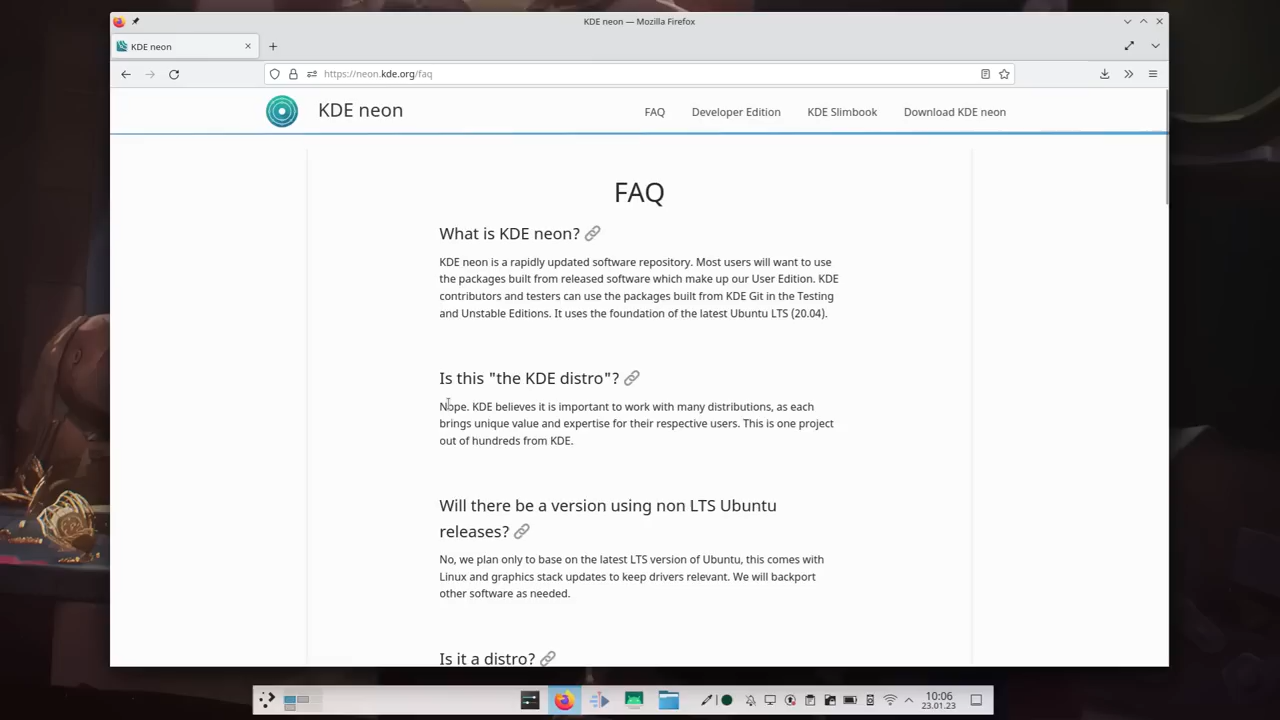 KDE neon — Mozilla Firefox
KDE neon
https://neon.kde.org/faq
KDE neon
FAQ
Developer Edition
KDE Slimbook
Download KDE neon
FAQ
What is KDE neon?
KDE neon is a rapidly updated software repository. Most users will want to use
the packages built from released software which make up our User Edition. KDE
contributors and testers can use the packages built from KDE Git in the Testing
and Unstable Editions. It uses the foundation of the latest Ubuntu LTS (20.04).
Is this "the KDE distro"?
Nope. KDE believes it is important to work with many distributions, as each
brings unique value and expertise for their respective users. This is one project
out of hundreds from KDE.
Will there be a version using non LTS Ubuntu
releases?
No, we plan only to base on the latest LTS version of Ubuntu, this comes with
Linux and graphics stack updates to keep drivers relevant. We will backport
other software as needed.
Is it a distro?
10:06
23.01.23